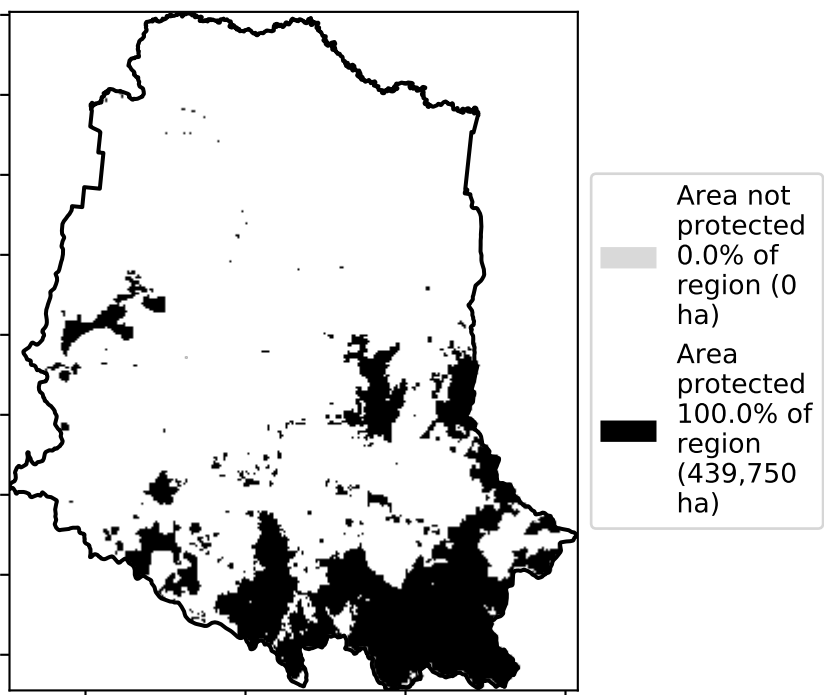 Area not
protected
0.0% of
region (0
ha)
Area
protected
100.0% of
region
(439,750
ha)